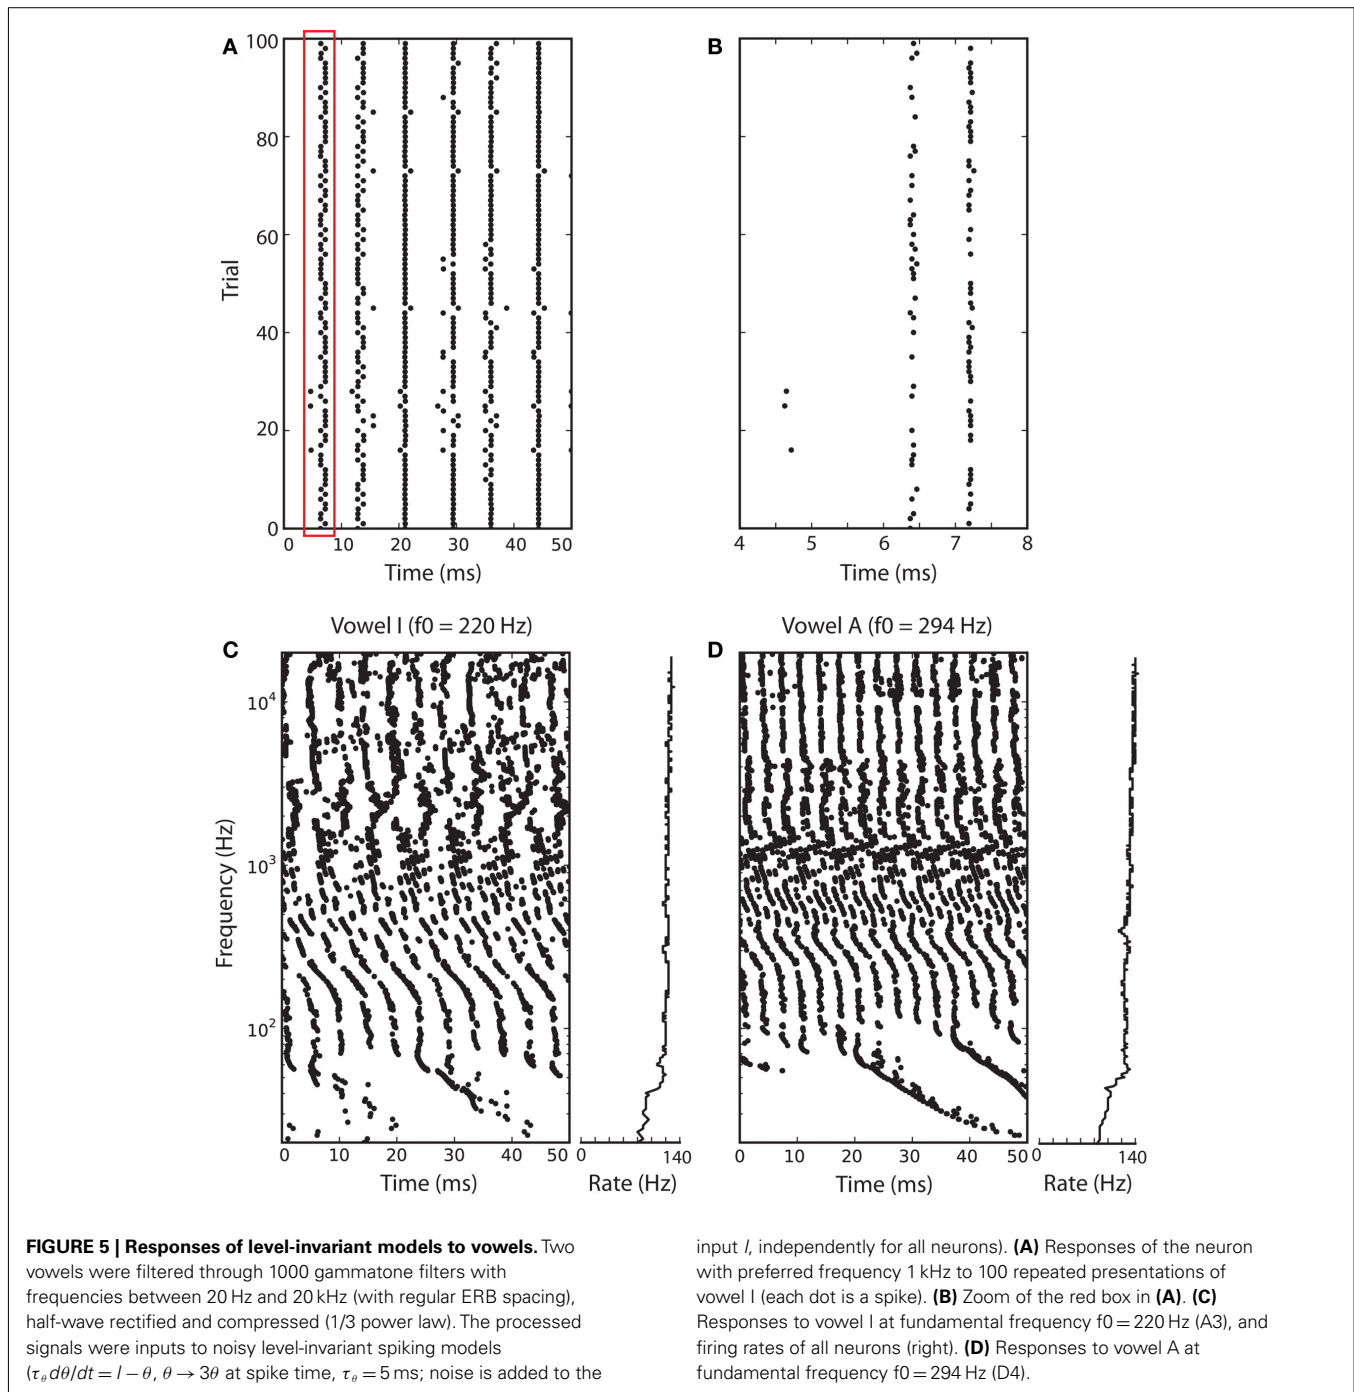 A
100
80
60
40
20
0
Trial
0 10 20 30 40 50
Time (ms)
B
4 5 6 7 8
Time (ms)
Vowel I (f0 = 220 Hz)
C
10⁴
10³
10²
Frequency (Hz)
0 10 20 30 40 50
Time (ms)
0 140
Rate (Hz)
Vowel A (f0 = 294 Hz)
D
0 10 20 30 40 50
Time (ms)
0 140
Rate (Hz)
FIGURE 5 | Responses of level-invariant models to vowels. Two
vowels were filtered through 1000 gammatone filters with
frequencies between 20 Hz and 20 kHz (with regular ERB spacing),
half-wave rectified and compressed (1/3 power law). The processed
signals were inputs to noisy level-invariant spiking models
(τθ dθ/dt = I − θ, θ → 3θ at spike time, τθ = 5 ms; noise is added to the
input I, independently for all neurons). (A) Responses of the neuron
with preferred frequency 1 kHz to 100 repeated presentations of
vowel I (each dot is a spike). (B) Zoom of the red box in (A). (C)
Responses to vowel I at fundamental frequency f0 = 220 Hz (A3), and
firing rates of all neurons (right). (D) Responses to vowel A at
fundamental frequency f0 = 294 Hz (D4).